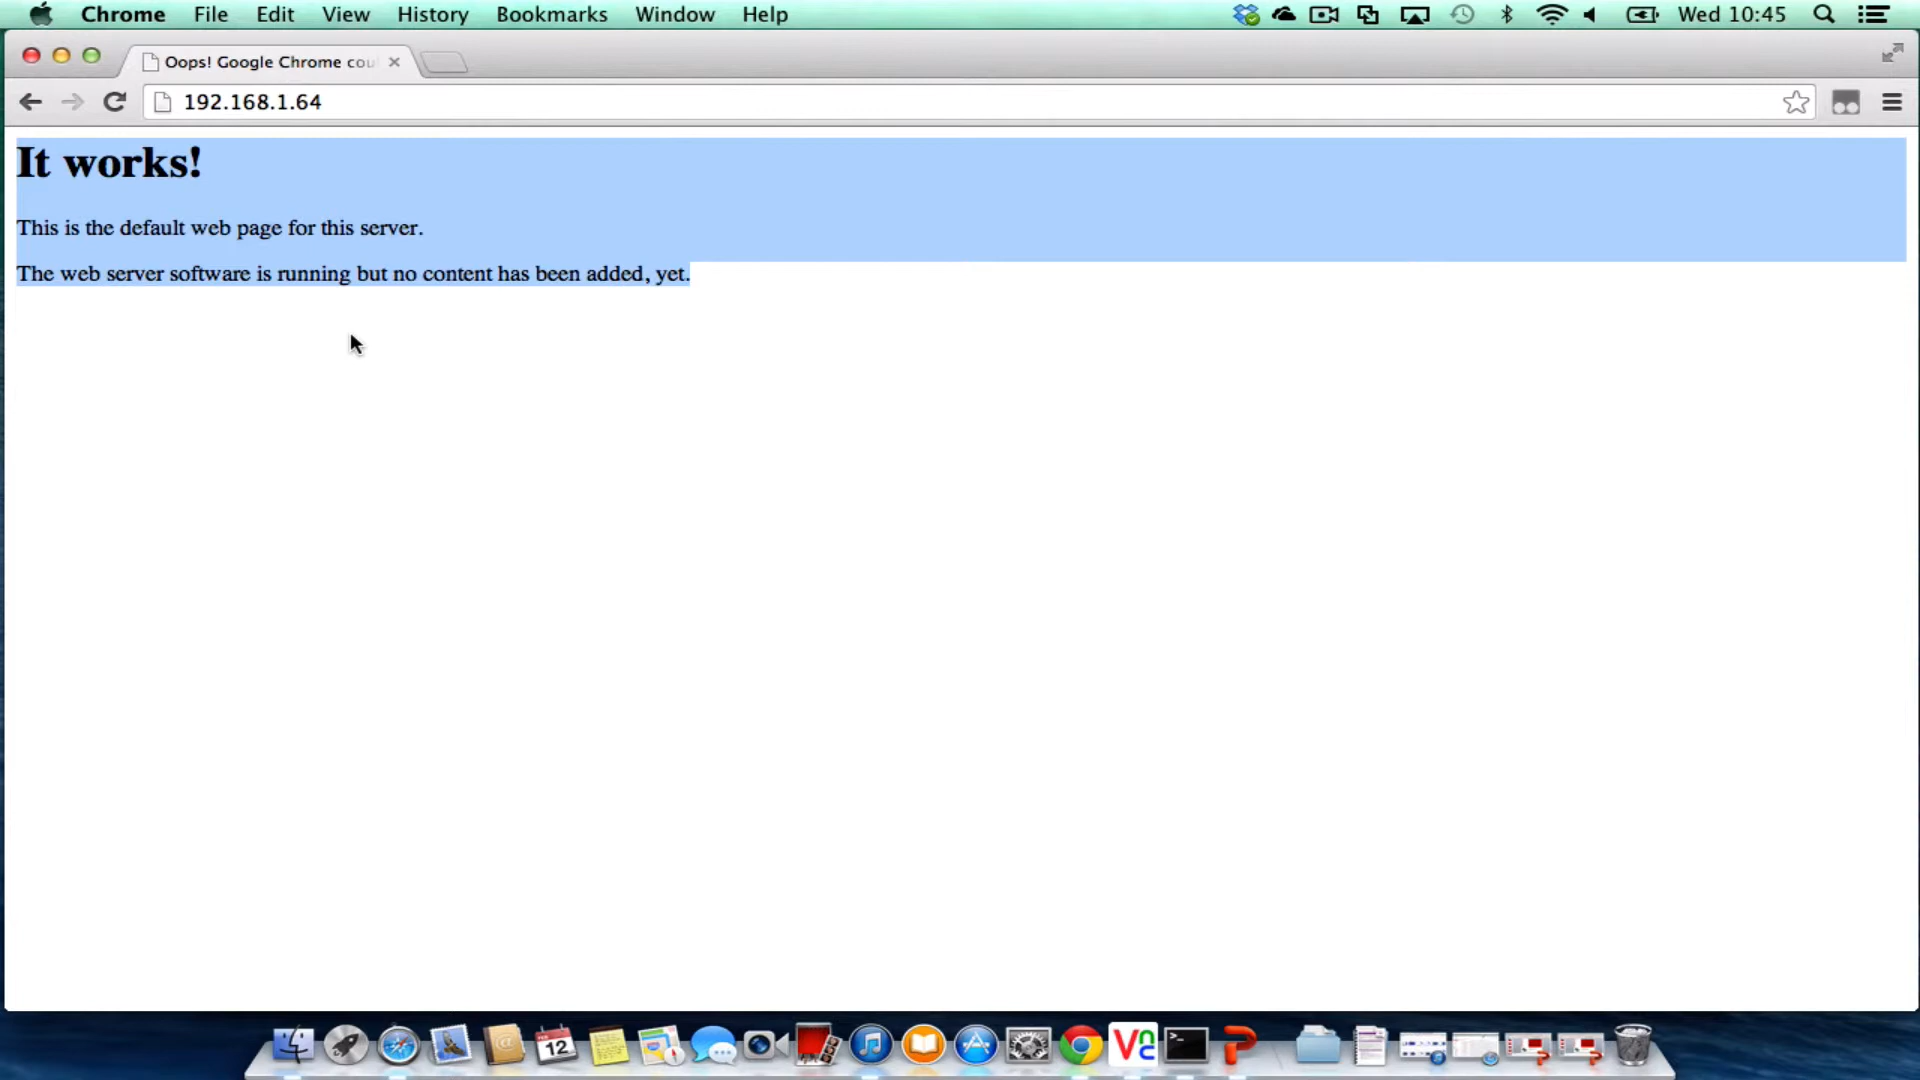 Chrome File Edit View History Bookmarks Window Help Wed 10:45
Oops! Google Chrome cou
192.168.1.64
It works!
This is the default web page for this server.
The web server software is running but no content has been added, yet.
FEB
12